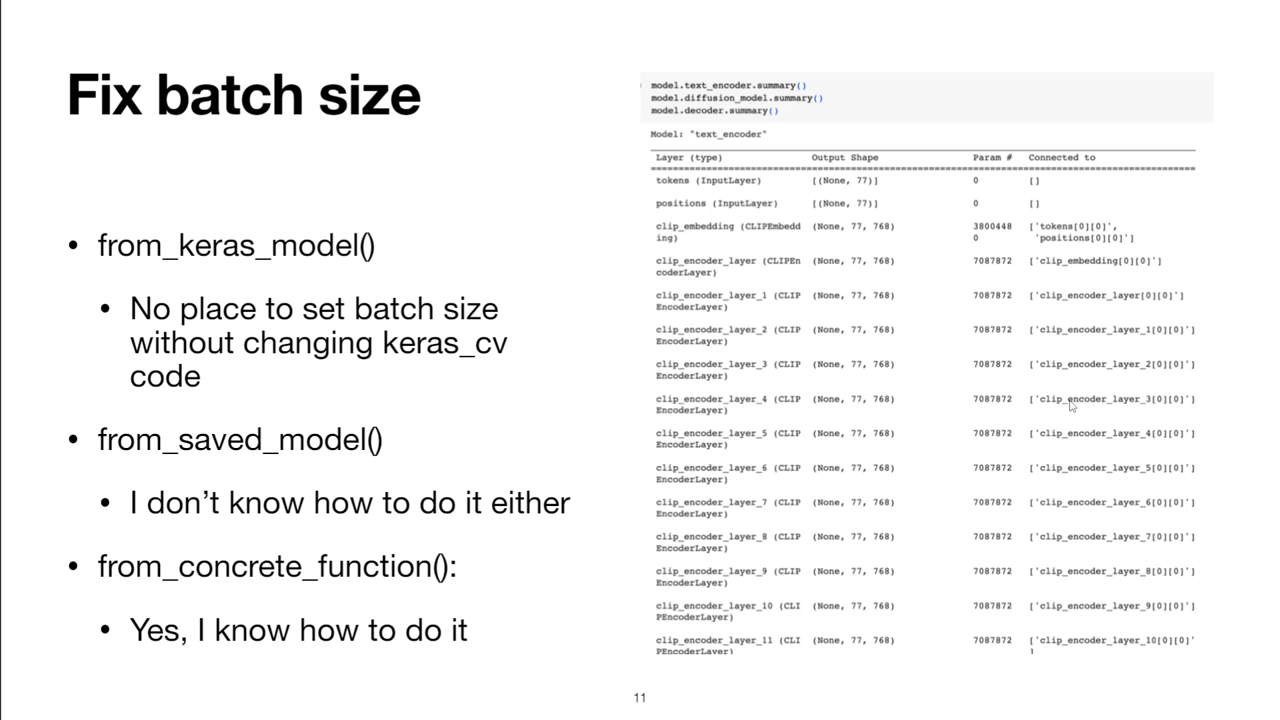 Fix batch size
• from_keras_model()
• No place to set batch size
without changing keras_cv
code
• from_saved_model()
• I don’t know how to do it either
• from_concrete_function():
• Yes, I know how to do it
model.text_encoder.summary()
model.diffusion_model.summary()
model.decoder.summary()
Model: "text_encoder"
Layer (type) Output Shape Param # Connected to
tokens (InputLayer) [(None, 77)] 0 []
positions (InputLayer) [(None, 77)] 0 []
clip_embedding (CLIPEmbedd (None, 77, 768) 3800448 ['tokens[0][0]',
ing) 0 'positions[0][0]']
clip_encoder_layer (CLIPEn (None, 77, 768) 7087872 ['clip_embedding[0][0]']
coderLayer)
clip_encoder_layer_1 (CLIP (None, 77, 768) 7087872 ['clip_encoder_layer[0][0]']
EncoderLayer)
clip_encoder_layer_2 (CLIP (None, 77, 768) 7087872 ['clip_encoder_layer_1[0][0]']
EncoderLayer)
clip_encoder_layer_3 (CLIP (None, 77, 768) 7087872 ['clip_encoder_layer_2[0][0]']
EncoderLayer)
clip_encoder_layer_4 (CLIP (None, 77, 768) 7087872 ['clip_encoder_layer_3[0][0]']
EncoderLayer)
clip_encoder_layer_5 (CLIP (None, 77, 768) 7087872 ['clip_encoder_layer_4[0][0]']
EncoderLayer)
clip_encoder_layer_6 (CLIP (None, 77, 768) 7087872 ['clip_encoder_layer_5[0][0]']
EncoderLayer)
clip_encoder_layer_7 (CLIP (None, 77, 768) 7087872 ['clip_encoder_layer_6[0][0]']
EncoderLayer)
clip_encoder_layer_8 (CLIP (None, 77, 768) 7087872 ['clip_encoder_layer_7[0][0]']
EncoderLayer)
clip_encoder_layer_9 (CLIP (None, 77, 768) 7087872 ['clip_encoder_layer_8[0][0]']
EncoderLayer)
clip_encoder_layer_10 (CLI (None, 77, 768) 7087872 ['clip_encoder_layer_9[0][0]']
PEncoderLayer)
clip_encoder_layer_11 (CLI (None, 77, 768) 7087872 ['clip_encoder_layer_10[0][0]'
PEncoderLayer) ]
11